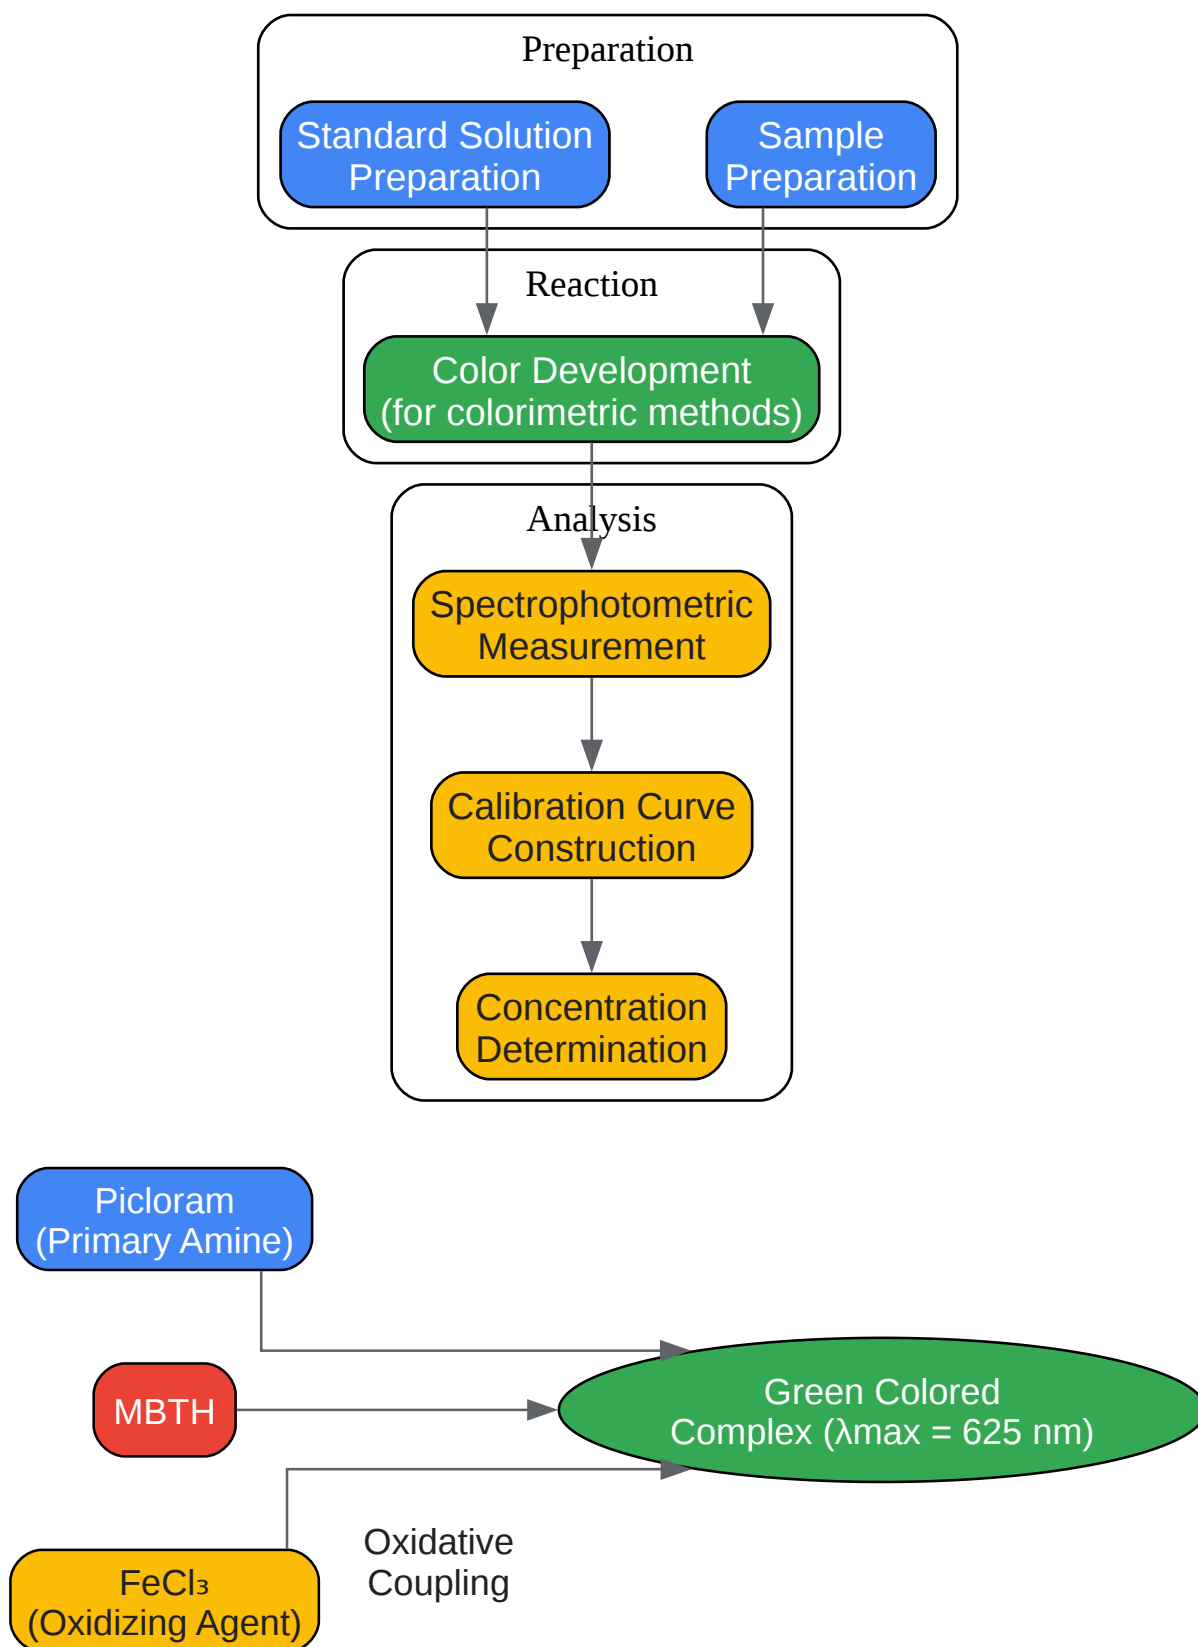 Preparation
Standard Solution
Preparation
Sample
Preparation
Reaction
Color Development
(for colorimetric methods)
Analysis
Spectrophotometric
Measurement
Calibration Curve
Construction
Concentration
Determination
Picloram
(Primary Amine)
MBTH
Green Colored
Complex (λmax = 625 nm)
Oxidative
Coupling
FeCl₃
(Oxidizing Agent)